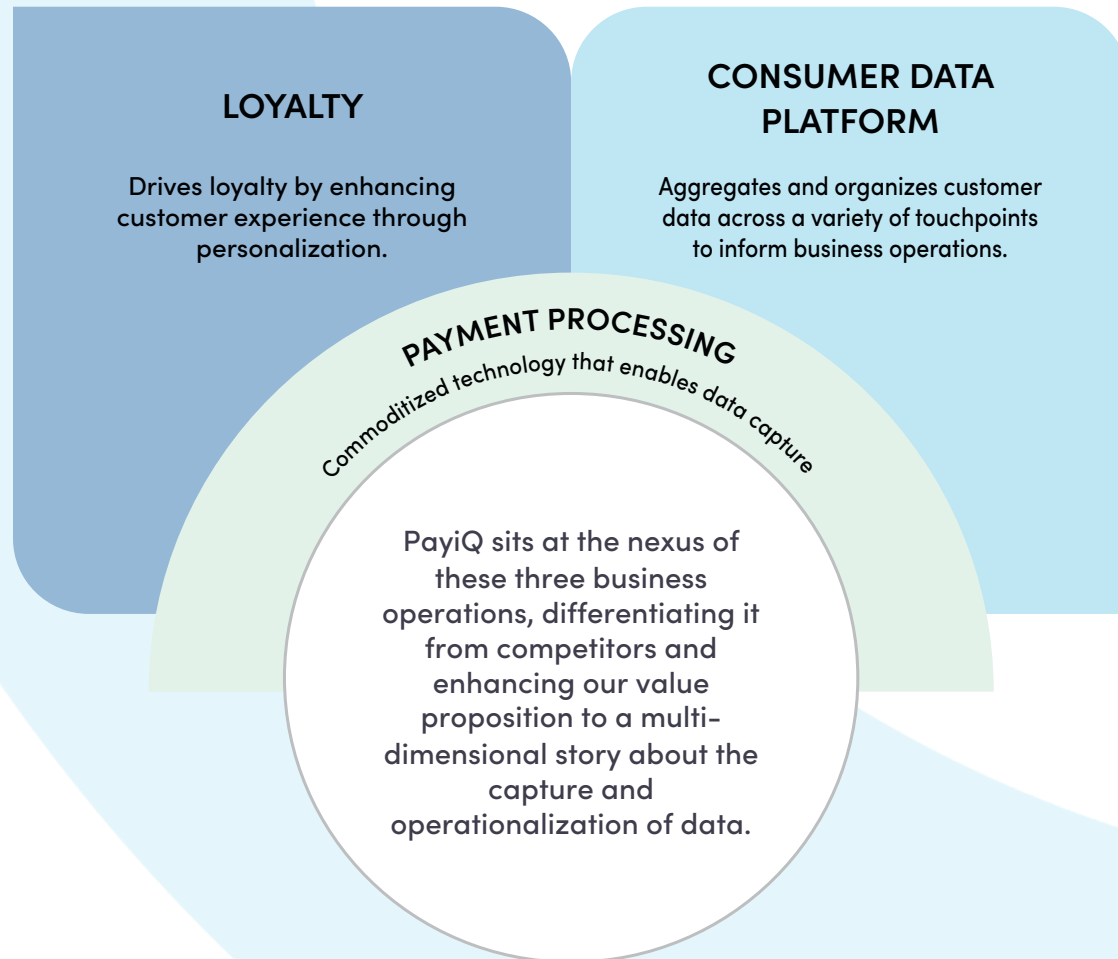 LOYALTY
Drives loyalty by enhancing
customer experience through
personalization.
CONSUMER DATA
PLATFORM
Aggregates and organizes customer
data across a variety of touchpoints
to inform business operations.
PAYMENT PROCESSING
Commoditized technology that enables data capture
PayiQ sits at the nexus of
these three business
operations, differentiating it
from competitors and
enhancing our value
proposition to a multi-
dimensional story about the
capture and
operationalization of data.